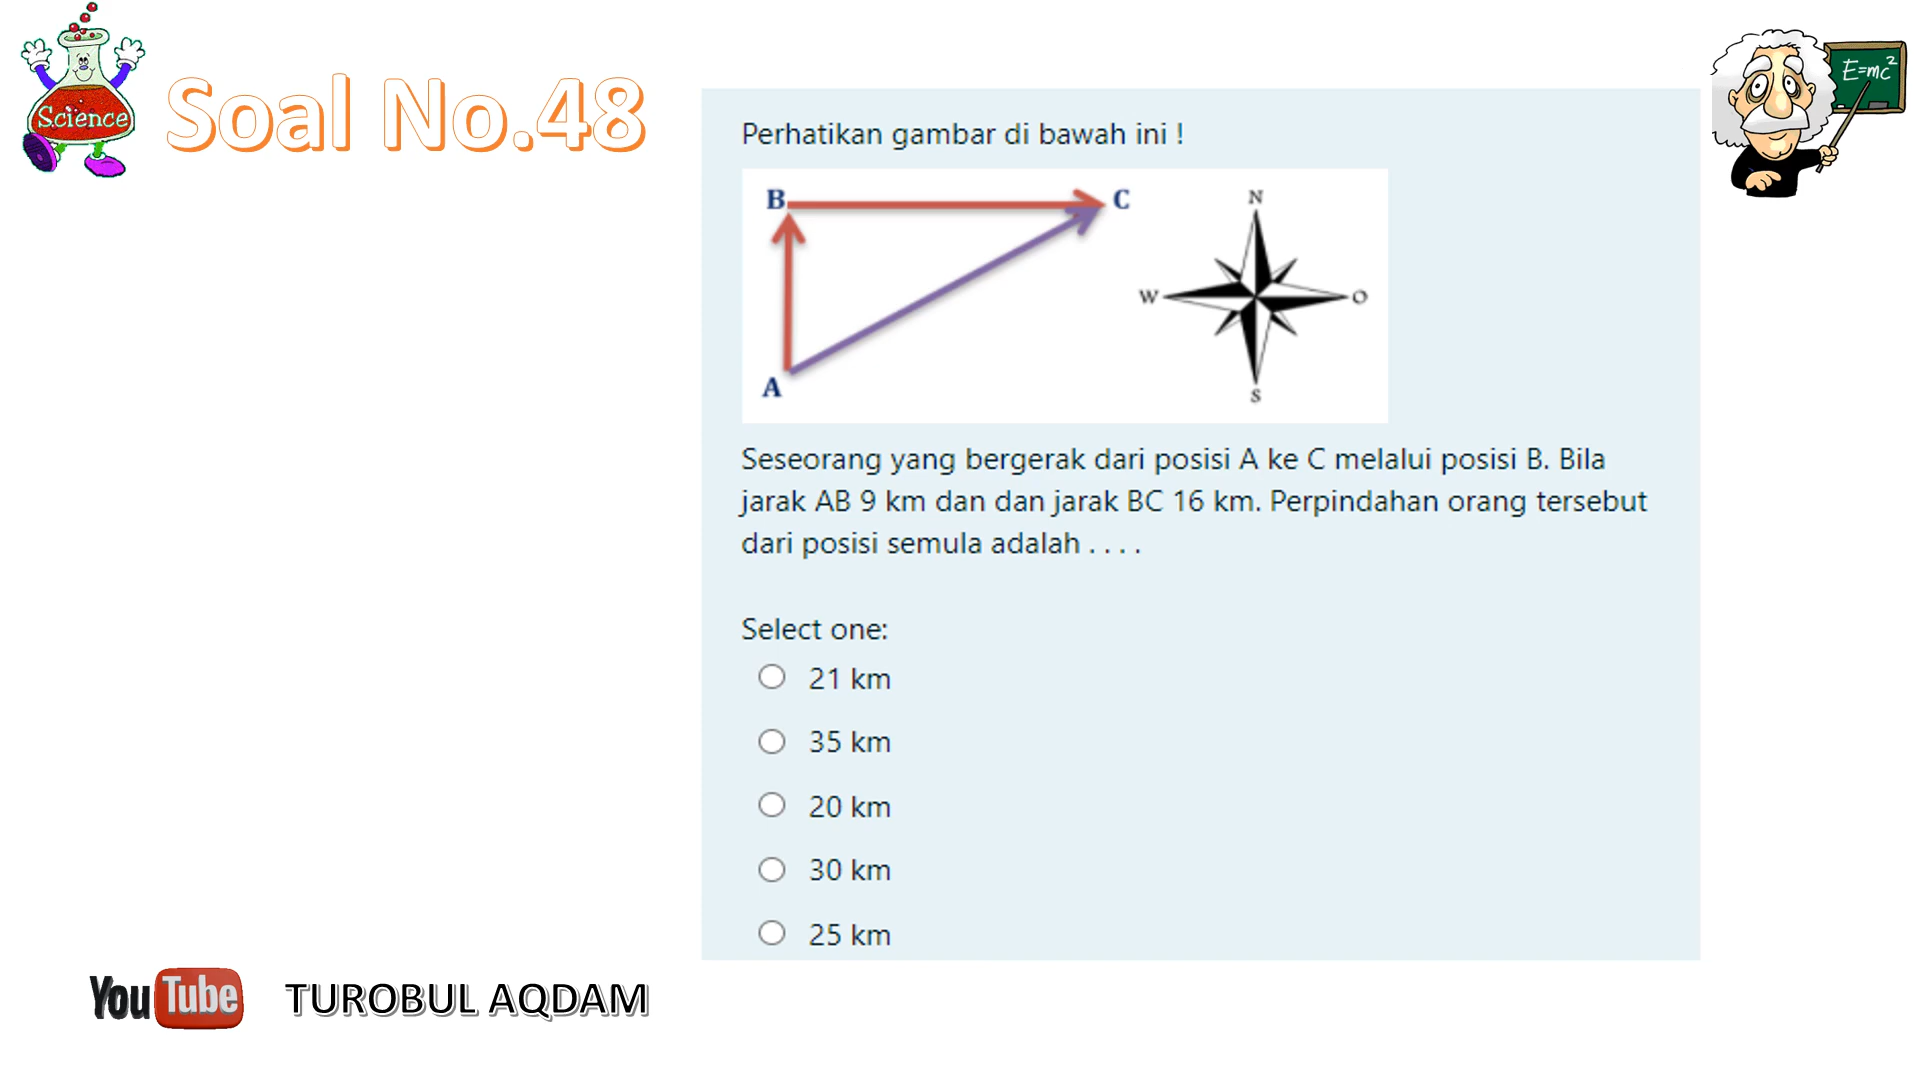 Science
Soal No.48
E=mc²
Perhatikan gambar di bawah ini !
B
C
A
N
W
O
S
Seseorang yang bergerak dari posisi A ke C melalui posisi B. Bila
jarak AB 9 km dan dan jarak BC 16 km. Perpindahan orang tersebut
dari posisi semula adalah . . . .
Select one:
21 km
35 km
20 km
30 km
25 km
YouTube
TUROBUL AQDAM